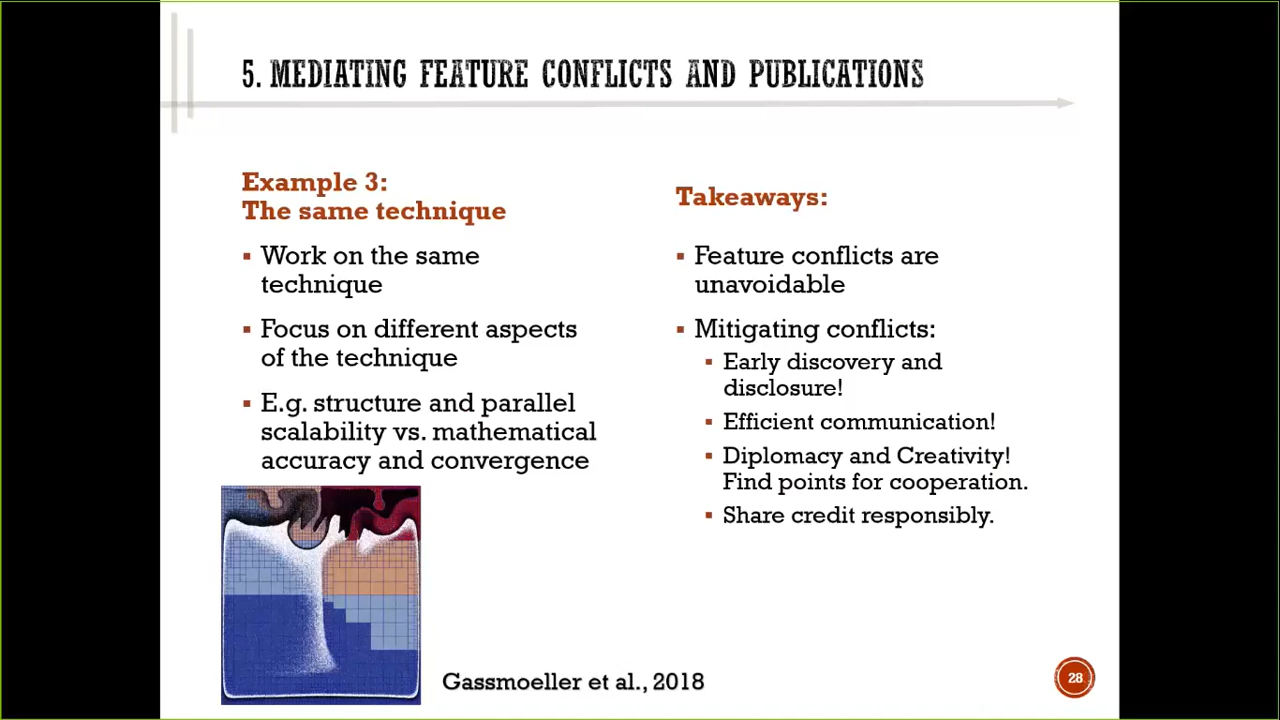 5. MEDIATING FEATURE CONFLICTS AND PUBLICATIONS
Example 3:
The same technique
▪ Work on the same
technique
▪ Focus on different aspects
of the technique
▪ E.g. structure and parallel
scalability vs. mathematical
accuracy and convergence
Takeaways:
▪ Feature conflicts are
unavoidable
▪ Mitigating conflicts:
▪ Early discovery and
disclosure!
▪ Efficient communication!
▪ Diplomacy and Creativity!
Find points for cooperation.
▪ Share credit responsibly.
Gassmoeller et al., 2018
28